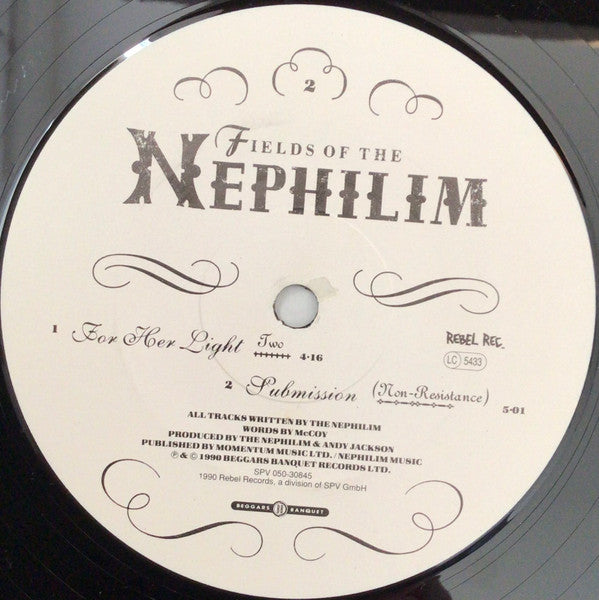 2
FIELDS OF THE
NEPHILIM
1 For Her Light Two 4·16
REBEL REC.
LC 5433
2 Submission (Non-Resistance) 5·01
ALL TRACKS WRITTEN BY THE NEPHILIM
WORDS BY McCOY
PRODUCED BY THE NEPHILIM & ANDY JACKSON
PUBLISHED BY MOMENTUM MUSIC LTD. / NEPHILIM MUSIC
℗ & © 1990 BEGGARS BANQUET RECORDS LTD.
SPV 050-30845
1990 Rebel Records, a division of SPV GmbH
BEGGARS BANQUET